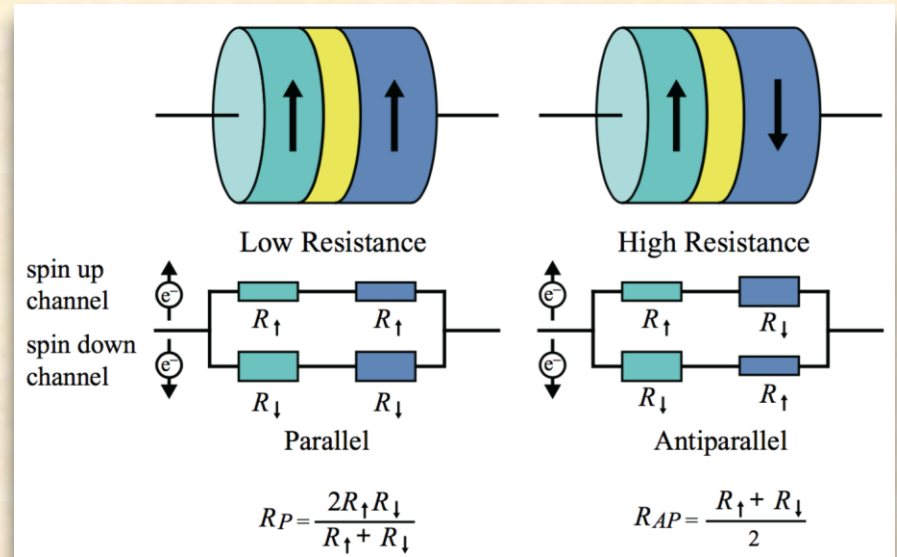 Low Resistance
High Resistance
spin up
channel
spin down
channel
e⁻
e⁻
R↑
R↑
R↓
R↓
Parallel
e⁻
e⁻
R↑
R↓
R↓
R↑
Antiparallel
RP = 2R↑R↓ / R↑ + R↓
RAP = R↑ + R↓ / 2